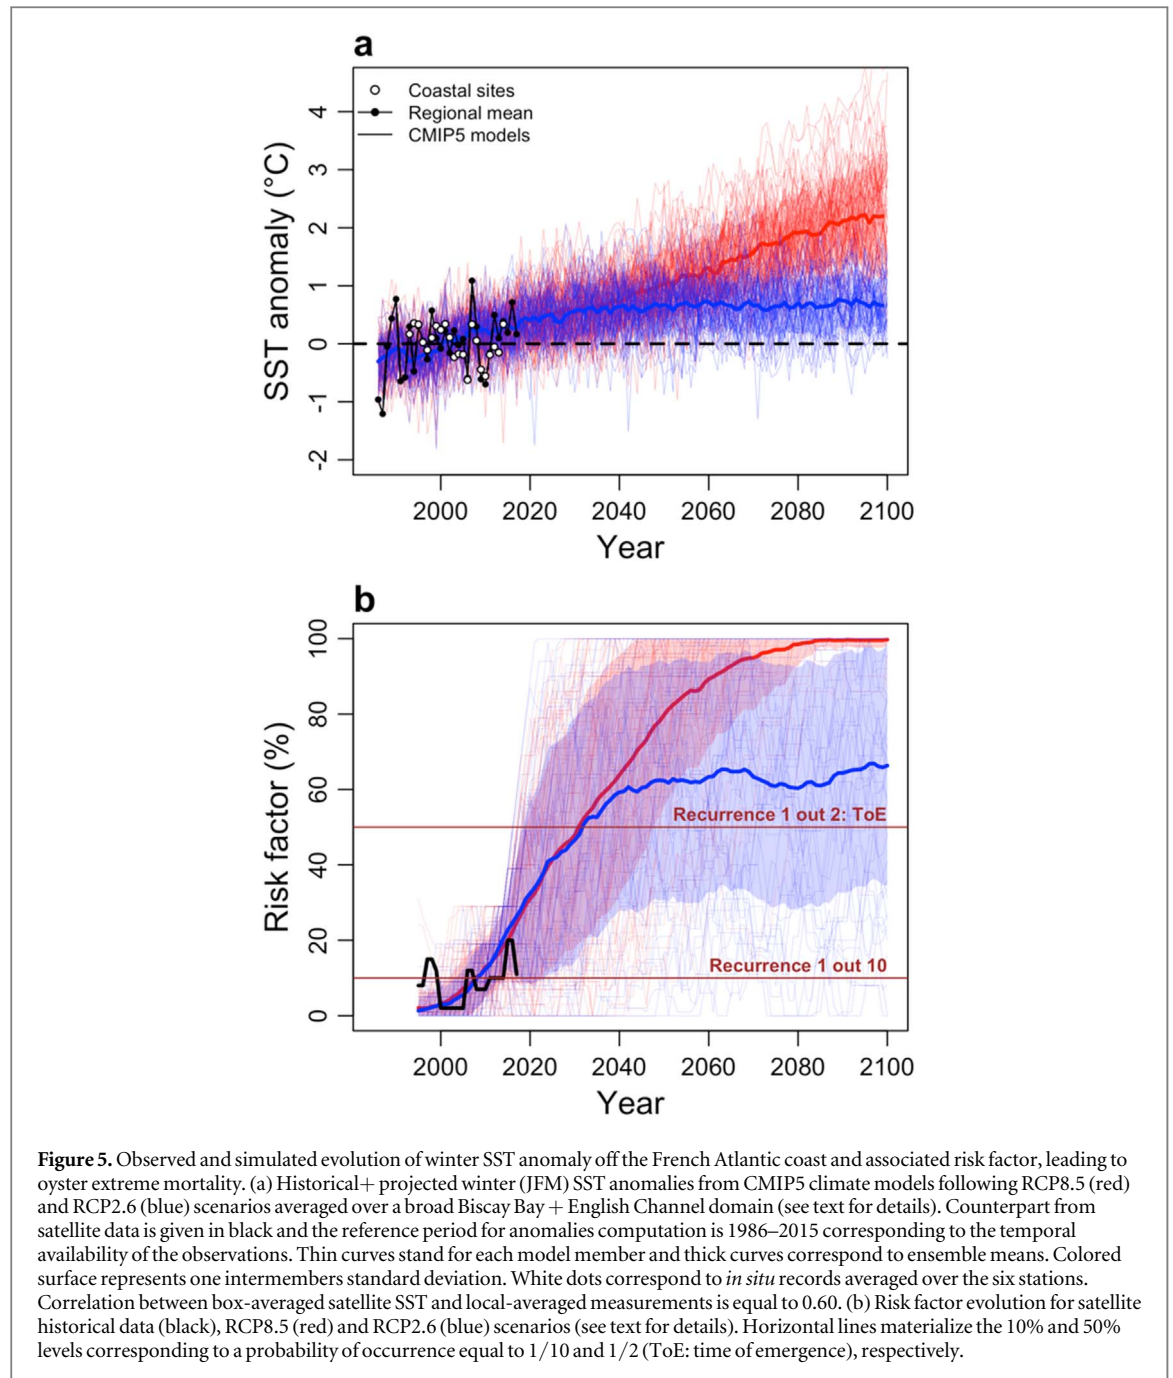 a
Coastal sites
Regional mean
CMIP5 models
SST anomaly (°C)
4
3
2
1
0
-1
-2
2000 2020 2040 2060 2080 2100
Year
b
Risk factor (%)
100
80
60
40
20
0
Recurrence 1 out 2: ToE
Recurrence 1 out 10
2000 2020 2040 2060 2080 2100
Year
Figure 5. Observed and simulated evolution of winter SST anomaly off the French Atlantic coast and associated risk factor, leading to
oyster extreme mortality. (a) Historical+ projected winter (JFM) SST anomalies from CMIP5 climate models following RCP8.5 (red)
and RCP2.6 (blue) scenarios averaged over a broad Biscay Bay + English Channel domain (see text for details). Counterpart from
satellite data is given in black and the reference period for anomalies computation is 1986–2015 corresponding to the temporal
availability of the observations. Thin curves stand for each model member and thick curves correspond to ensemble means. Colored
surface represents one intermembers standard deviation. White dots correspond to in situ records averaged over the six stations.
Correlation between box-averaged satellite SST and local-averaged measurements is equal to 0.60. (b) Risk factor evolution for satellite
historical data (black), RCP8.5 (red) and RCP2.6 (blue) scenarios (see text for details). Horizontal lines materialize the 10% and 50%
levels corresponding to a probability of occurrence equal to 1/10 and 1/2 (ToE: time of emergence), respectively.